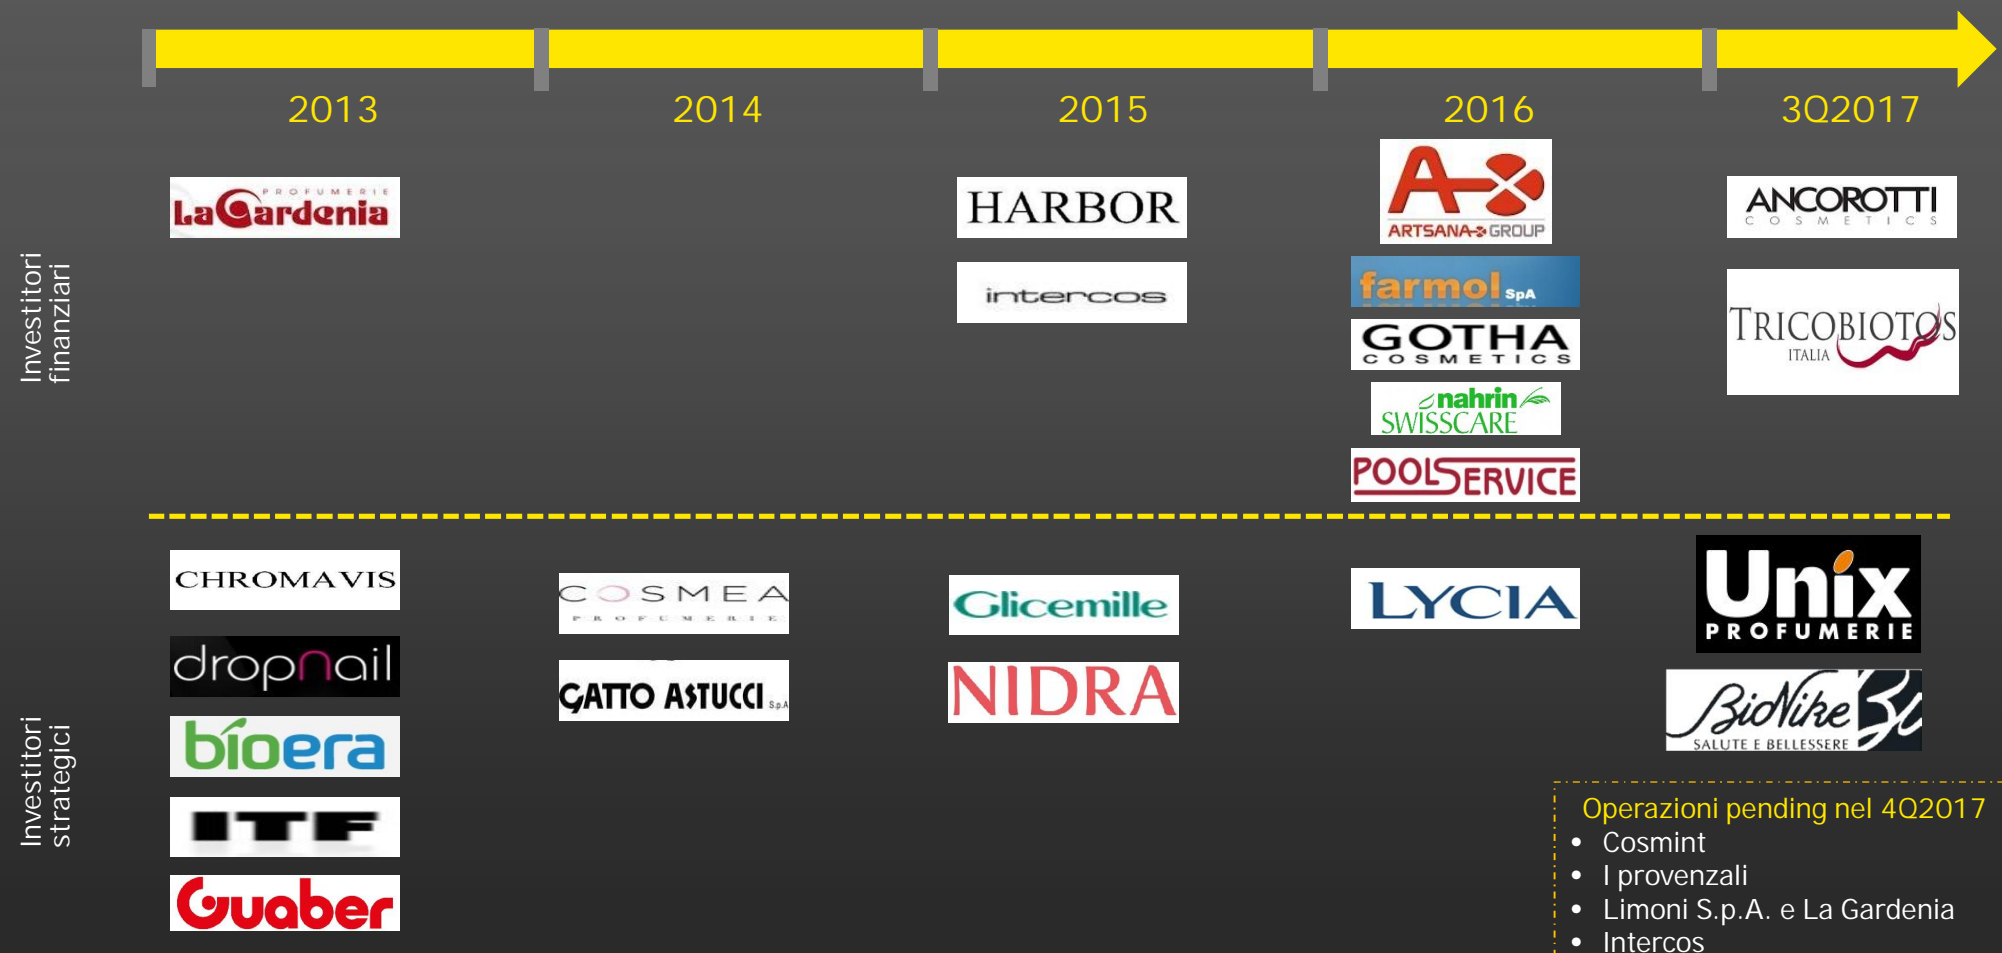 2013
2014
2015
2016
3Q2017
Investitori
finanziari
PROFUMERIE
LaGardenia
HARBOR
intercos
ARTSANA GROUP
farmol SpA
GOTHA
COSMETICS
nahrin
SWISSCARE
POOLSERVICE
ANCOROTTI
COSMETICS
TRICOBIOTOS
ITALIA
Investitori
strategici
CHROMAVIS
dropnail
bioera
ITF
Guaber
COSMEA
PROFUMERIE
GATTO ASTUCCI S.p.A
Glicemille
NIDRA
LYCIA
Unix
PROFUMERIE
BioNike
SALUTE E BELLESSERE
Operazioni pending nel 4Q2017
• Cosmint
• I provenzali
• Limoni S.p.A. e La Gardenia
• Intercos